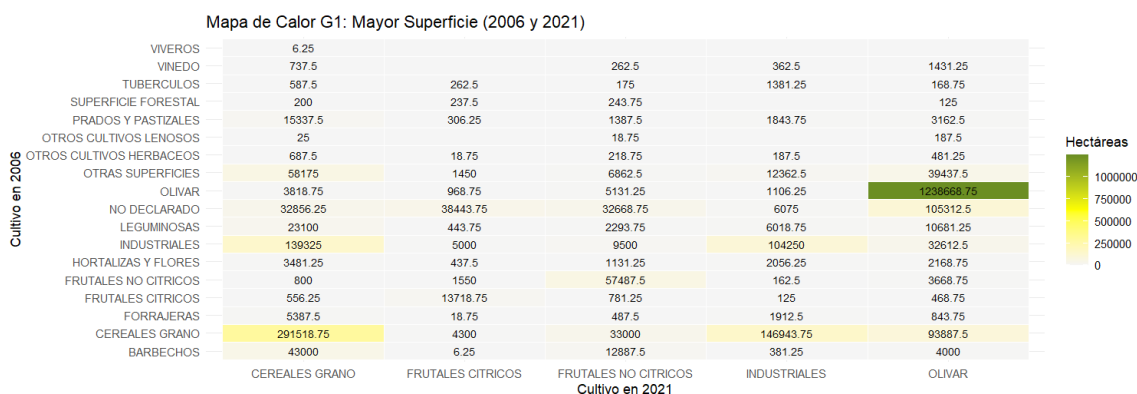 Mapa de Calor G1: Mayor Superficie (2006 y 2021)
VIVEROS 6.25
VINEDO 737.5 262.5 362.5 1431.25
TUBERCULOS 587.5 262.5 175 1381.25 168.75
SUPERFICIE FORESTAL 200 237.5 243.75 125
PRADOS Y PASTIZALES 15337.5 306.25 1387.5 1843.75 3162.5
OTROS CULTIVOS LENOSOS 25 18.75 187.5
OTROS CULTIVOS HERBACEOS 687.5 18.75 218.75 187.5 481.25
OTRAS SUPERFICIES 58175 1450 6862.5 12362.5 39437.5
OLIVAR 3818.75 968.75 5131.25 1106.25 1238668.75
NO DECLARADO 32856.25 38443.75 32668.75 6075 105312.5
LEGUMINOSAS 23100 443.75 2293.75 6018.75 10681.25
INDUSTRIALES 139325 5000 9500 104250 32612.5
HORTALIZAS Y FLORES 3481.25 437.5 1131.25 2056.25 2168.75
FRUTALES NO CITRICOS 800 1550 57487.5 162.5 3668.75
FRUTALES CITRICOS 556.25 13718.75 781.25 125 468.75
FORRAJERAS 5387.5 18.75 487.5 1912.5 843.75
CEREALES GRANO 291518.75 4300 33000 146943.75 93887.5
BARBECHOS 43000 6.25 12887.5 381.25 4000
CEREALES GRANO FRUTALES CITRICOS FRUTALES NO CITRICOS INDUSTRIALES OLIVAR
Cultivo en 2021
Cultivo en 2006
Hectáreas
1000000
750000
500000
250000
0